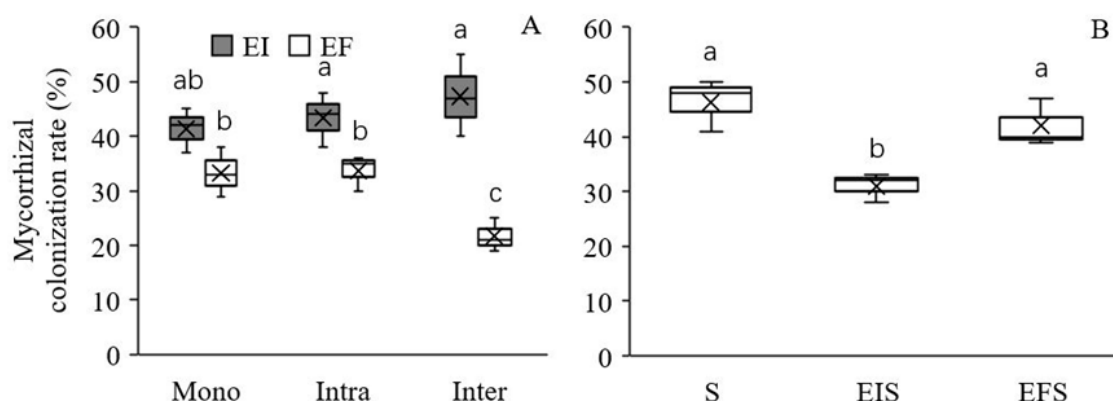 Mycorrhizal
colonization rate (%)
60
50
40
30
20
10
0
EI EF
A
ab
b
a
b
a
c
Mono Intra Inter
60
50
40
30
20
10
0
B
a
b
a
S EIS EFS